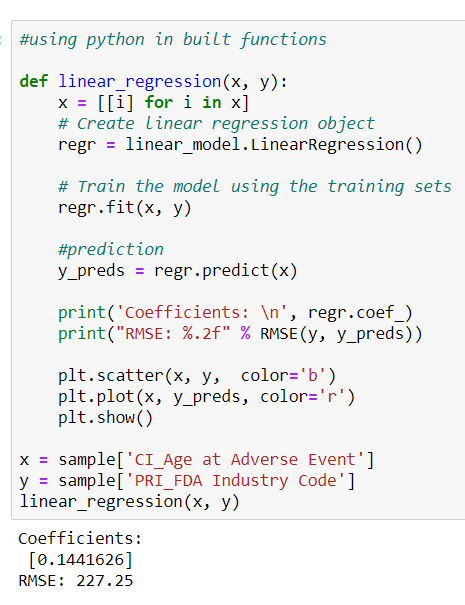 #using python in built functions
def linear_regression(x, y):
    x = [[i] for i in x]
    # Create linear regression object
    regr = linear_model.LinearRegression()
    # Train the model using the training sets
    regr.fit(x, y)
    #prediction
    y_preds = regr.predict(x)
    print('Coefficients: \n', regr.coef_)
    print("RMSE: %.2f" % RMSE(y, y_preds))
    plt.scatter(x, y,  color='b')
    plt.plot(x, y_preds, color='r')
    plt.show()
x = sample['CI_Age at Adverse Event']
y = sample['PRI_FDA Industry Code']
linear_regression(x, y)
Coefficients:
 [0.1441626]
RMSE: 227.25